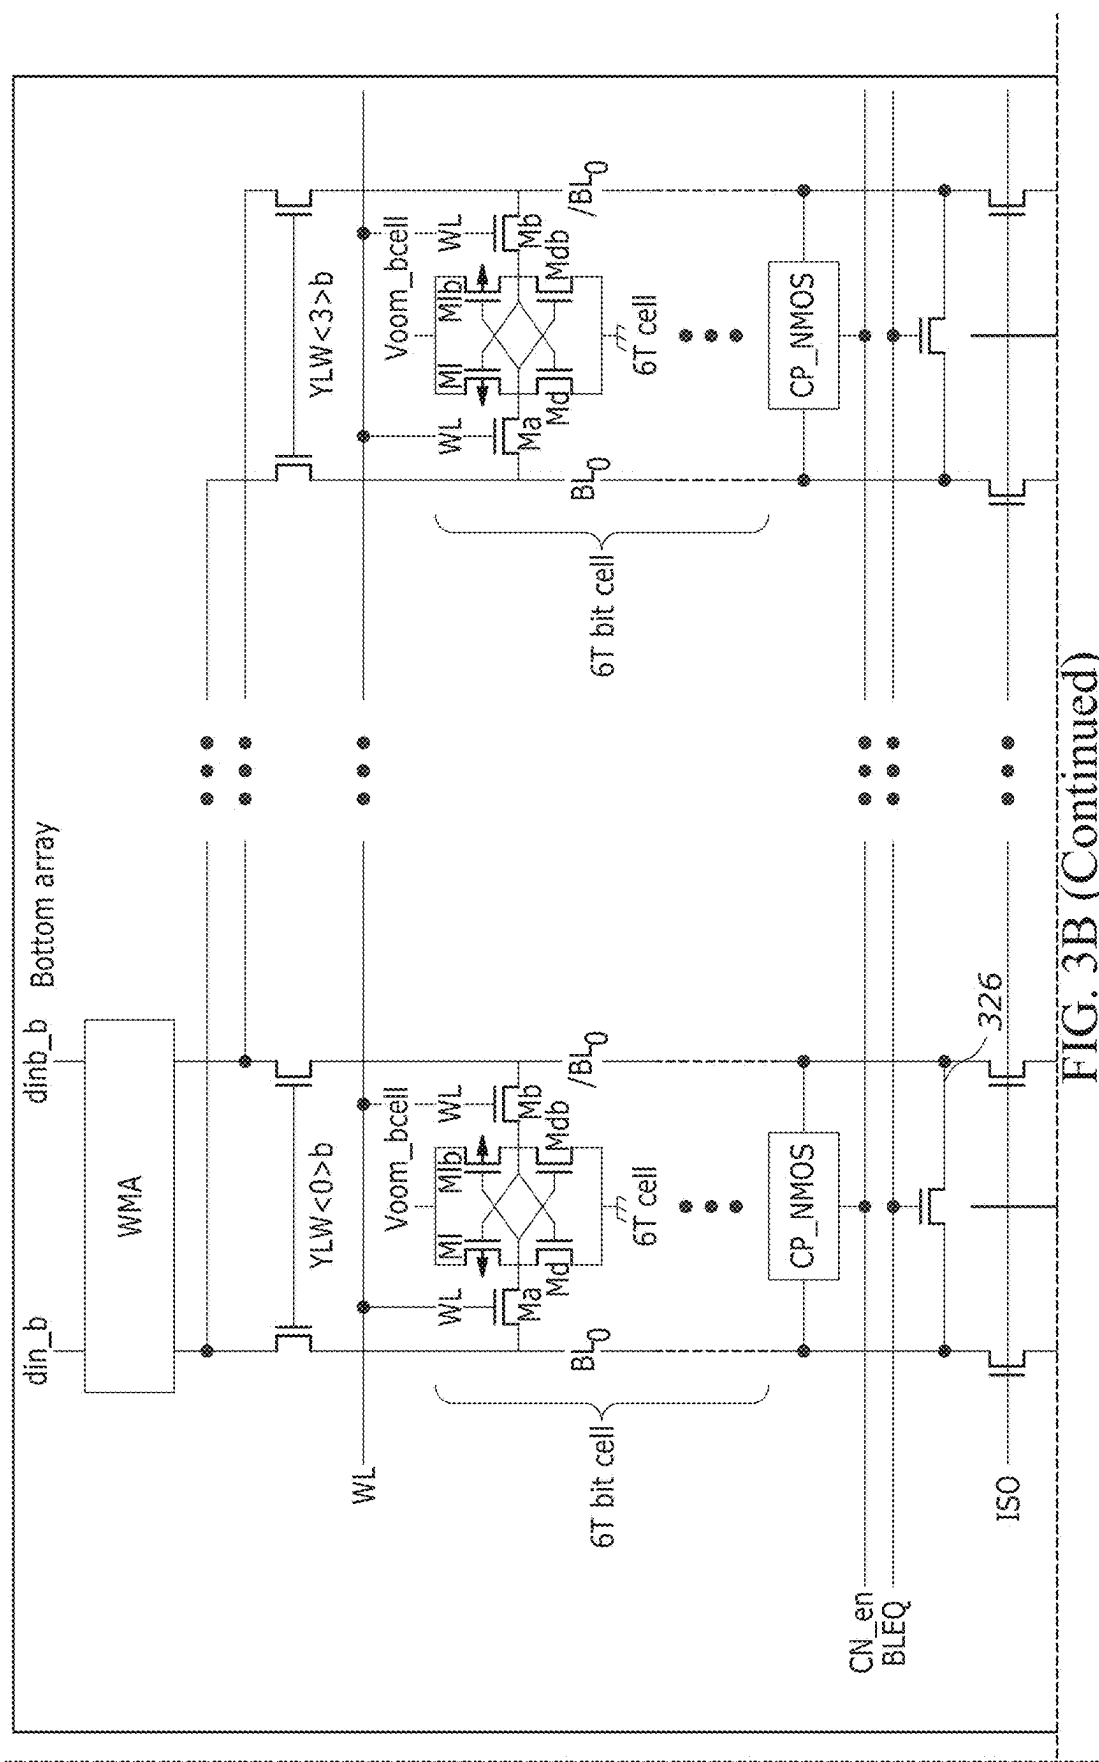 Bottom array
din_b
dinb_b
WMA
YLW<0>b
YLW<3>b
WL
Voom_bcell
WL
WL
Ml
Mlb
Ma
Mb
Md
Mdb
6T cell
BL0
/BL0
6T bit cell
CP_NMOS
Voom_bcell
WL
WL
Ml
Mlb
Ma
Mb
Md
Mdb
6T cell
BL0
/BL0
6T bit cell
CP_NMOS
CN_en
BLEQ
326
ISO
FIG. 3B (Continued)